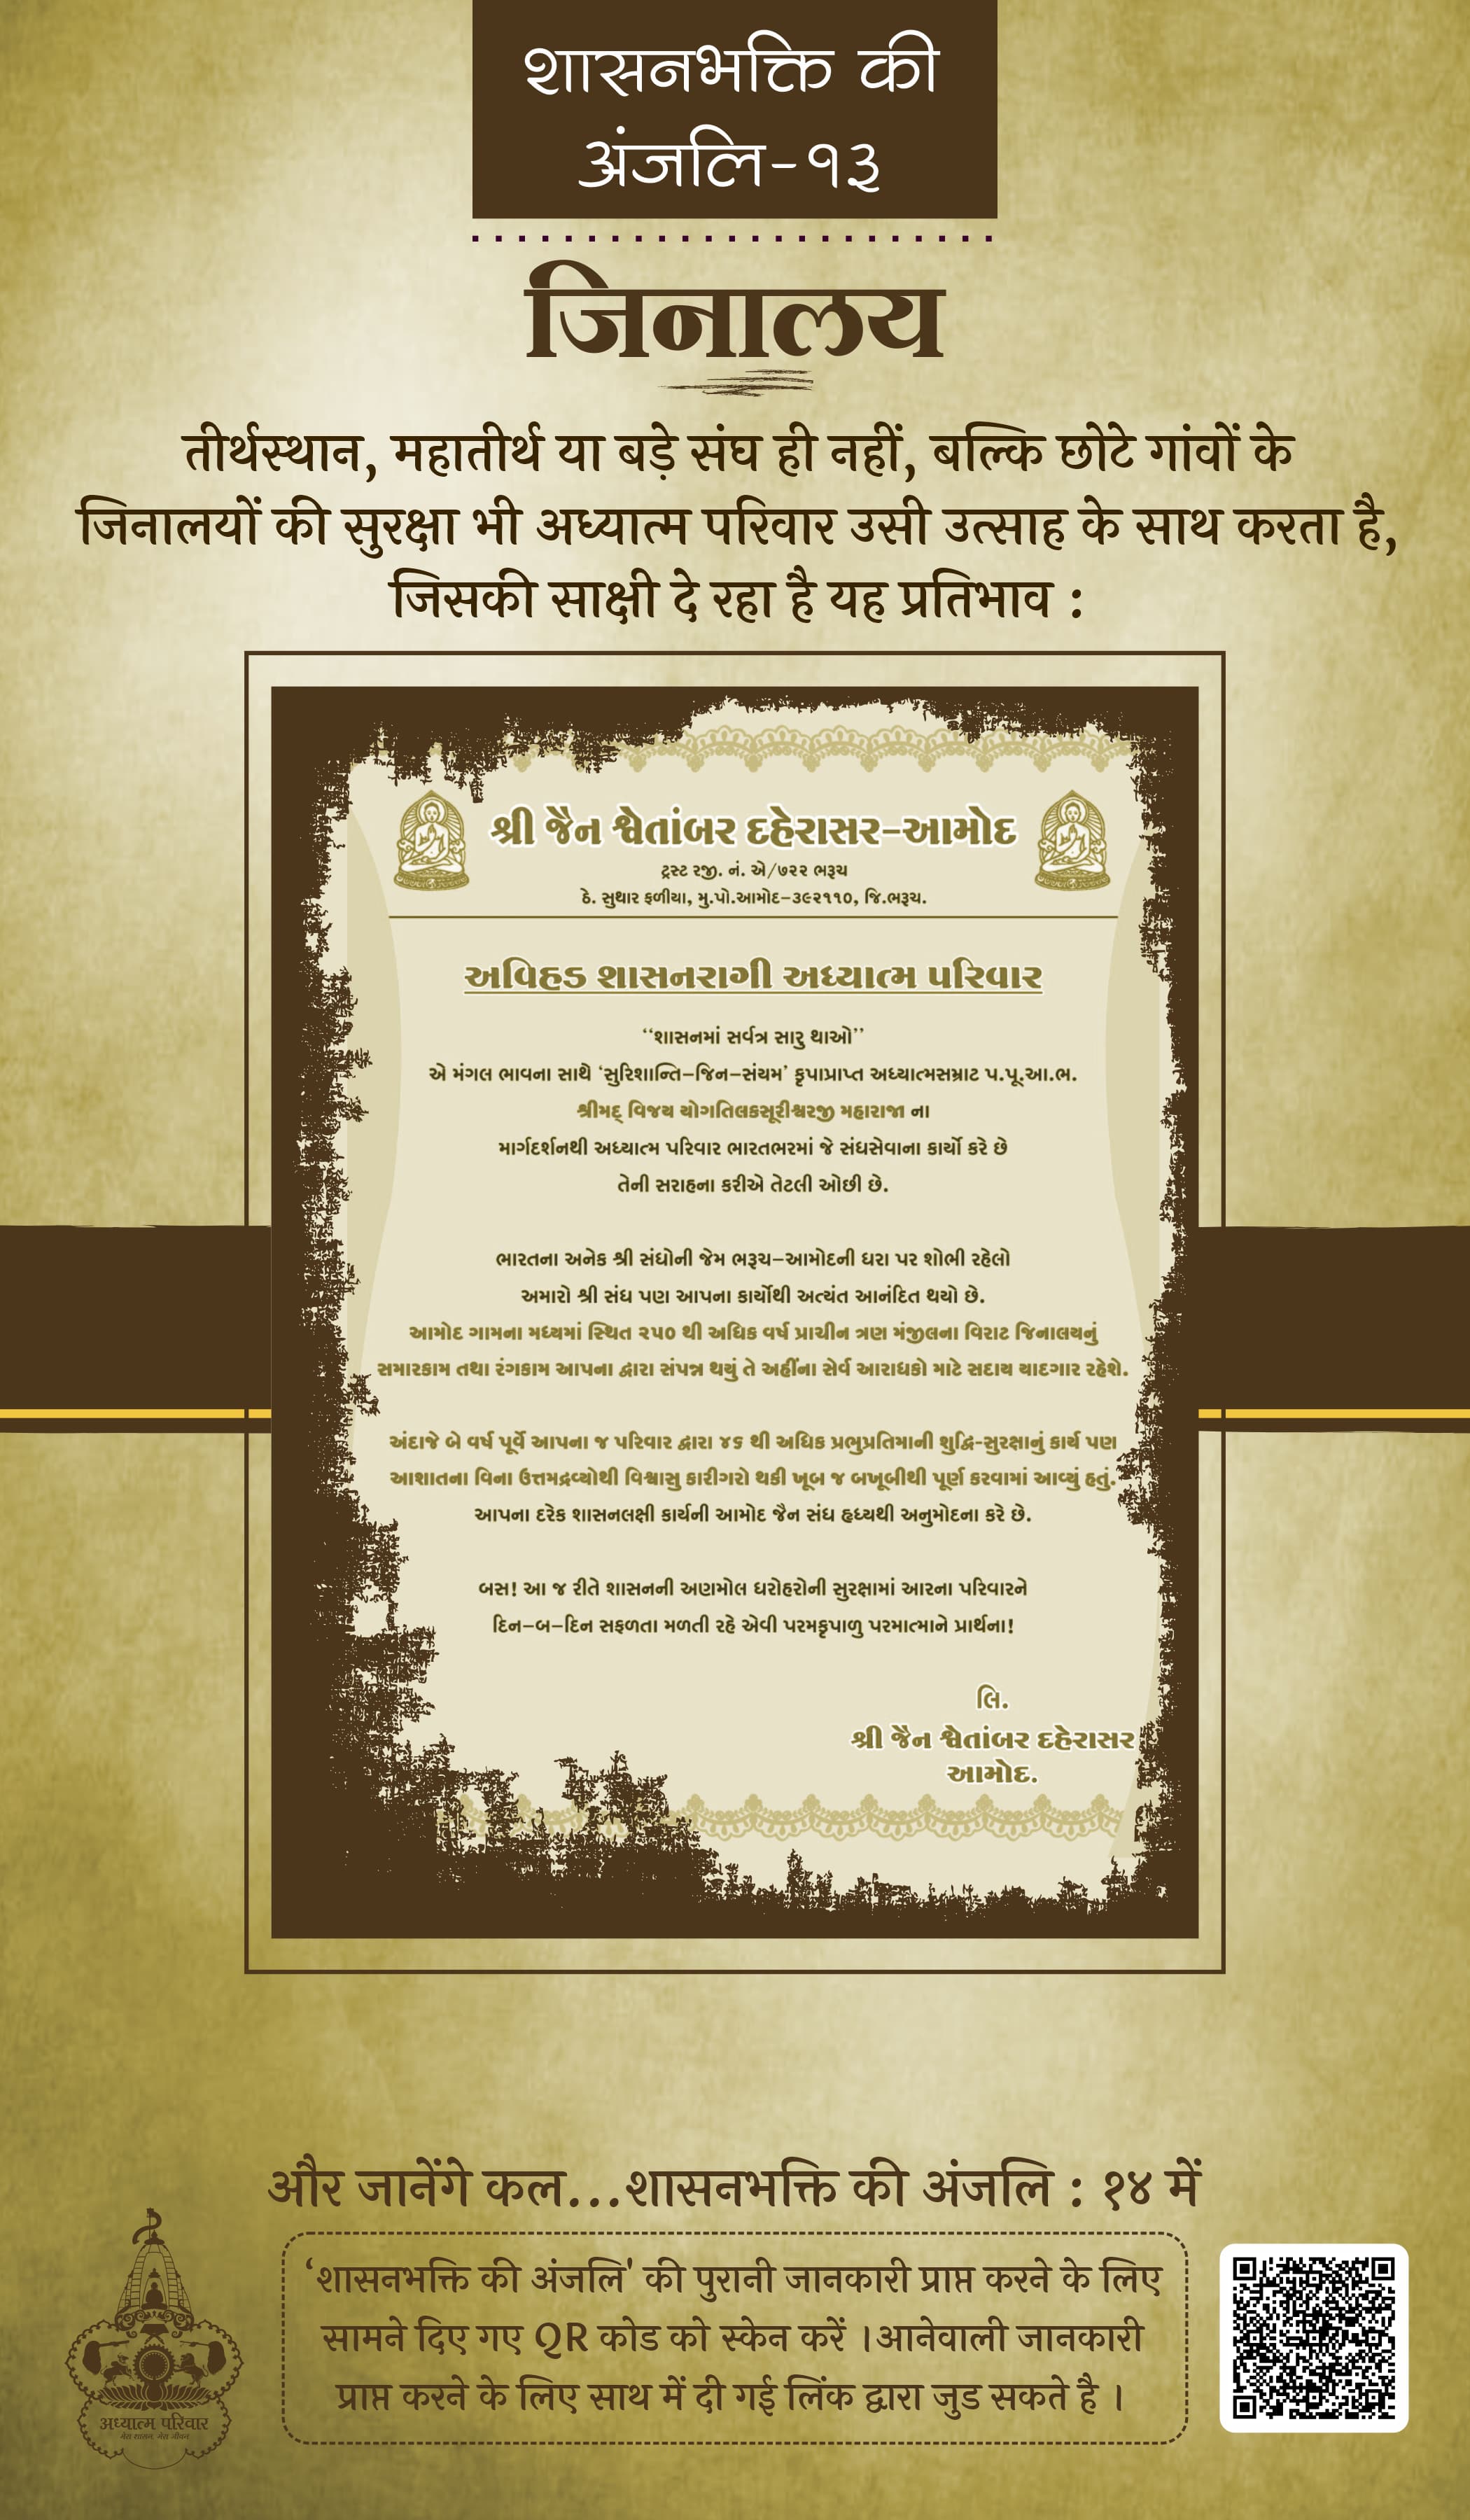 शासनभक्ति की
अंजलि-१३
जिनालय
तीर्थस्थान, महातीर्थ या बड़े संघ ही नहीं, बल्कि छोटे गांवों के
जिनालयों की सुरक्षा भी अध्यात्म परिवार उसी उत्साह के साथ करता है,
जिसकी साक्षी दे रहा है यह प्रतिभाव :
શ્રી જૈન શ્વેતાંબર દહેરાસર-આમોદ
ટ્રસ્ટ રજી. નં. એ/૭૨૨ ભરૂચ
ઠે. સુથાર ફળીયા, મુ.પો.આમોદ-૩૯૨૧૧૦, જિ.ભરૂચ.
અવિહડ શાસનરાગી અધ્યાત્મ પરિવાર
“શાસનમાં સર્વત્ર સારુ થાઓ”
એ મંગલ ભાવના સાથે ‘સુરિશાન્તિ-જિન-સંયમ’ કૃપાપ્રાપ્ત અધ્યાત્મસમ્રાટ પ.પૂ.આ.ભ.
શ્રીમદ્ વિજય યોગતિલકસૂરીશ્વરજી મહારાજા ના
માર્ગદર્શનથી અધ્યાત્મ પરિવાર ભારતભરમાં જે સંઘસેવાના કાર્યો કરે છે
તેની સરાહના કરીએ તેટલી ઓછી છે.
ભારતના અનેક શ્રી સંઘોની જેમ ભરૂચ-આમોદની ધરા પર શોભી રહેલો
અમારો શ્રી સંઘ પણ આપના કાર્યોથી અત્યંત આનંદિત થયો છે.
આમોદ ગામના મધ્યમાં સ્થિત ૨૫૦ થી અધિક વર્ષ પ્રાચીન ત્રણ મંજીલના વિરાટ જિનાલયનું
સમારકામ તથા રંગકામ આપના દ્વારા સંપન્ન થયું તે અહીંના સેર્વ આરાધકો માટે સદાય યાદગાર રહેશે.
અંદાજે બે વર્ષ પૂર્વે આપના જ પરિવાર દ્વારા ૪૬ થી અધિક પ્રભુપ્રતિમાની શુદ્ધિ-સુરક્ષાનું કાર્ય પણ
આશાતના વિના ઉત્તમદ્રવ્યોથી વિશ્વાસુ કારીગરો થકી ખૂબ જ બખૂબીથી પૂર્ણ કરવામાં આવ્યું હતું.
આપના દરેક શાસનલક્ષી કાર્યની આમોદ જૈન સંઘ હૃધ્યથી અનુમોદના કરે છે.
બસ! આ જ રીતે શાસનની અણમોલ ધરોહરોની સુરક્ષામાં આરના પરિવારને
દિન-બ-દિન સફળતા મળતી રહે એવી પરમકૃપાળુ પરમાત્માને પ્રાર્થના!
લિ.
શ્રી જૈન શ્વેતાંબર દહેરાસર
આમોદ.
और जानेंगे कल...शासनभक्ति की अंजलि : १४ में
‘शासनभक्ति की अंजलि' की पुरानी जानकारी प्राप्त करने के लिए
सामने दिए गए QR कोड को स्केन करें ।आनेवाली जानकारी
प्राप्त करने के लिए साथ में दी गई लिंक द्वारा जुड सकते है ।
अध्यात्म परिवार
मेरा शासन, मेरा जीवन